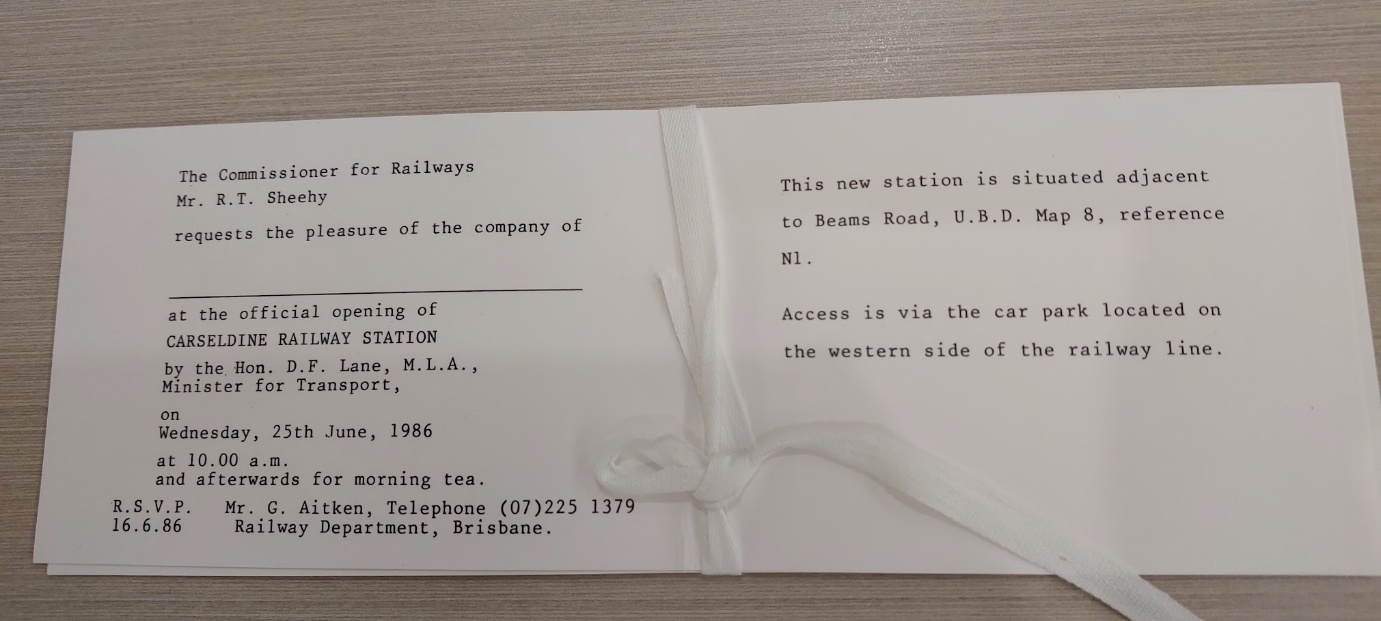 The Commissioner for Railways
Mr. R.T. Sheehy
requests the pleasure of the company of
at the official opening of
CARSELDINE RAILWAY STATION
by the Hon. D.F. Lane, M.L.A.,
Minister for Transport,
on
Wednesday, 25th June, 1986
at 10.00 a.m.
and afterwards for morning tea.
R.S.V.P. Mr. G. Aitken, Telephone (07)225 1379
16.6.86 Railway Department, Brisbane.
This new station is situated adjacent
to Beams Road, U.B.D. Map 8, reference
N1.
Access is via the car park located on
the western side of the railway line.